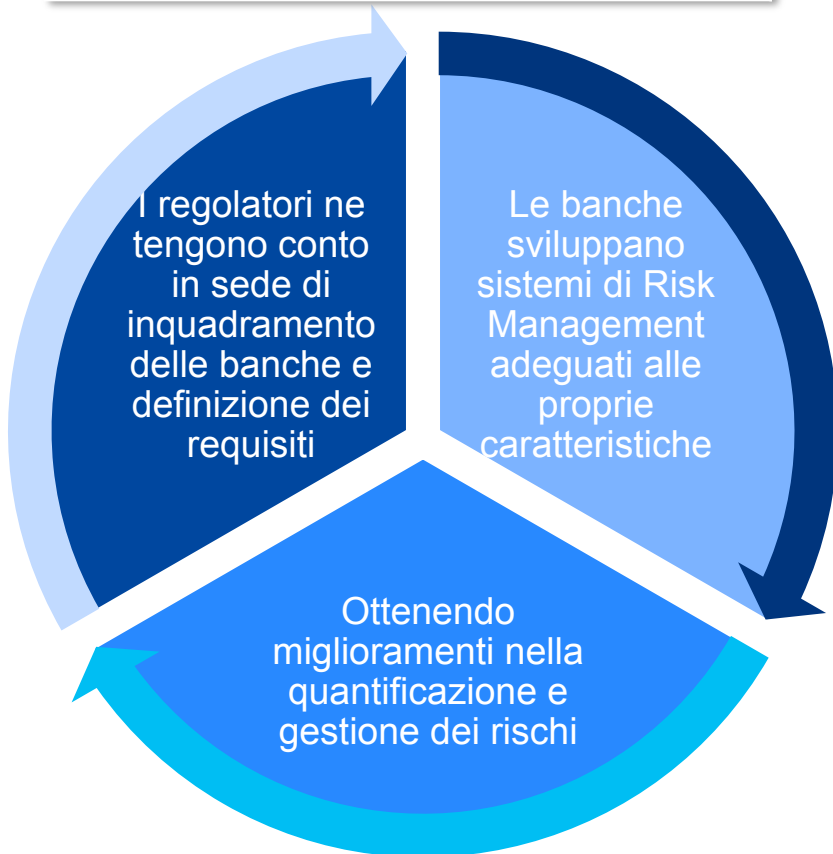 I regolatori ne
tengono conto
in sede di
inquadramento
delle banche e
definizione dei
requisiti
Le banche
sviluppano
sistemi di Risk
Management
adeguati alle
proprie
caratteristiche
Ottenendo
miglioramenti nella
quantificazione e
gestione dei rischi